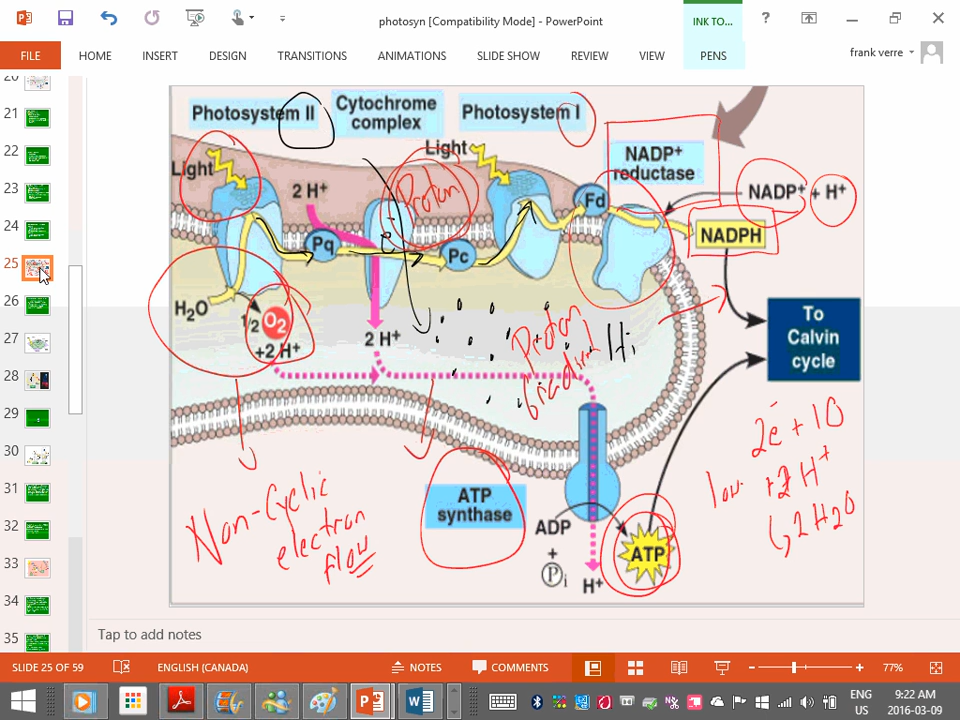 photosyn [Compatibility Mode] - PowerPoint
INK TO...
?
FILE
HOME
INSERT
DESIGN
TRANSITIONS
ANIMATIONS
SLIDE SHOW
REVIEW
VIEW
PENS
frank verre
20
21
22
23
24
25
26
27
28
29
30
31
32
33
34
35
Photosystem II
Cytochrome
complex
Photosystem I
Light
Light
NADP+
reductase
2 H+
Proton
Fd
NADP+ + H+
NADPH
Pq
e-
Pc
H2O
1/2 O2
+2 H+
2 H+
Proton
Gradient
Hi
To
Calvin
cycle
2e- + 10
+2H+
2H2O
Non-Cyclic
electron
flow
ATP
synthase
ADP
+
Pi
H+
ATP
Tap to add notes
SLIDE 25 OF 59
ENGLISH (CANADA)
NOTES
COMMENTS
77%
ENG
US
9:22 AM
2016-03-09